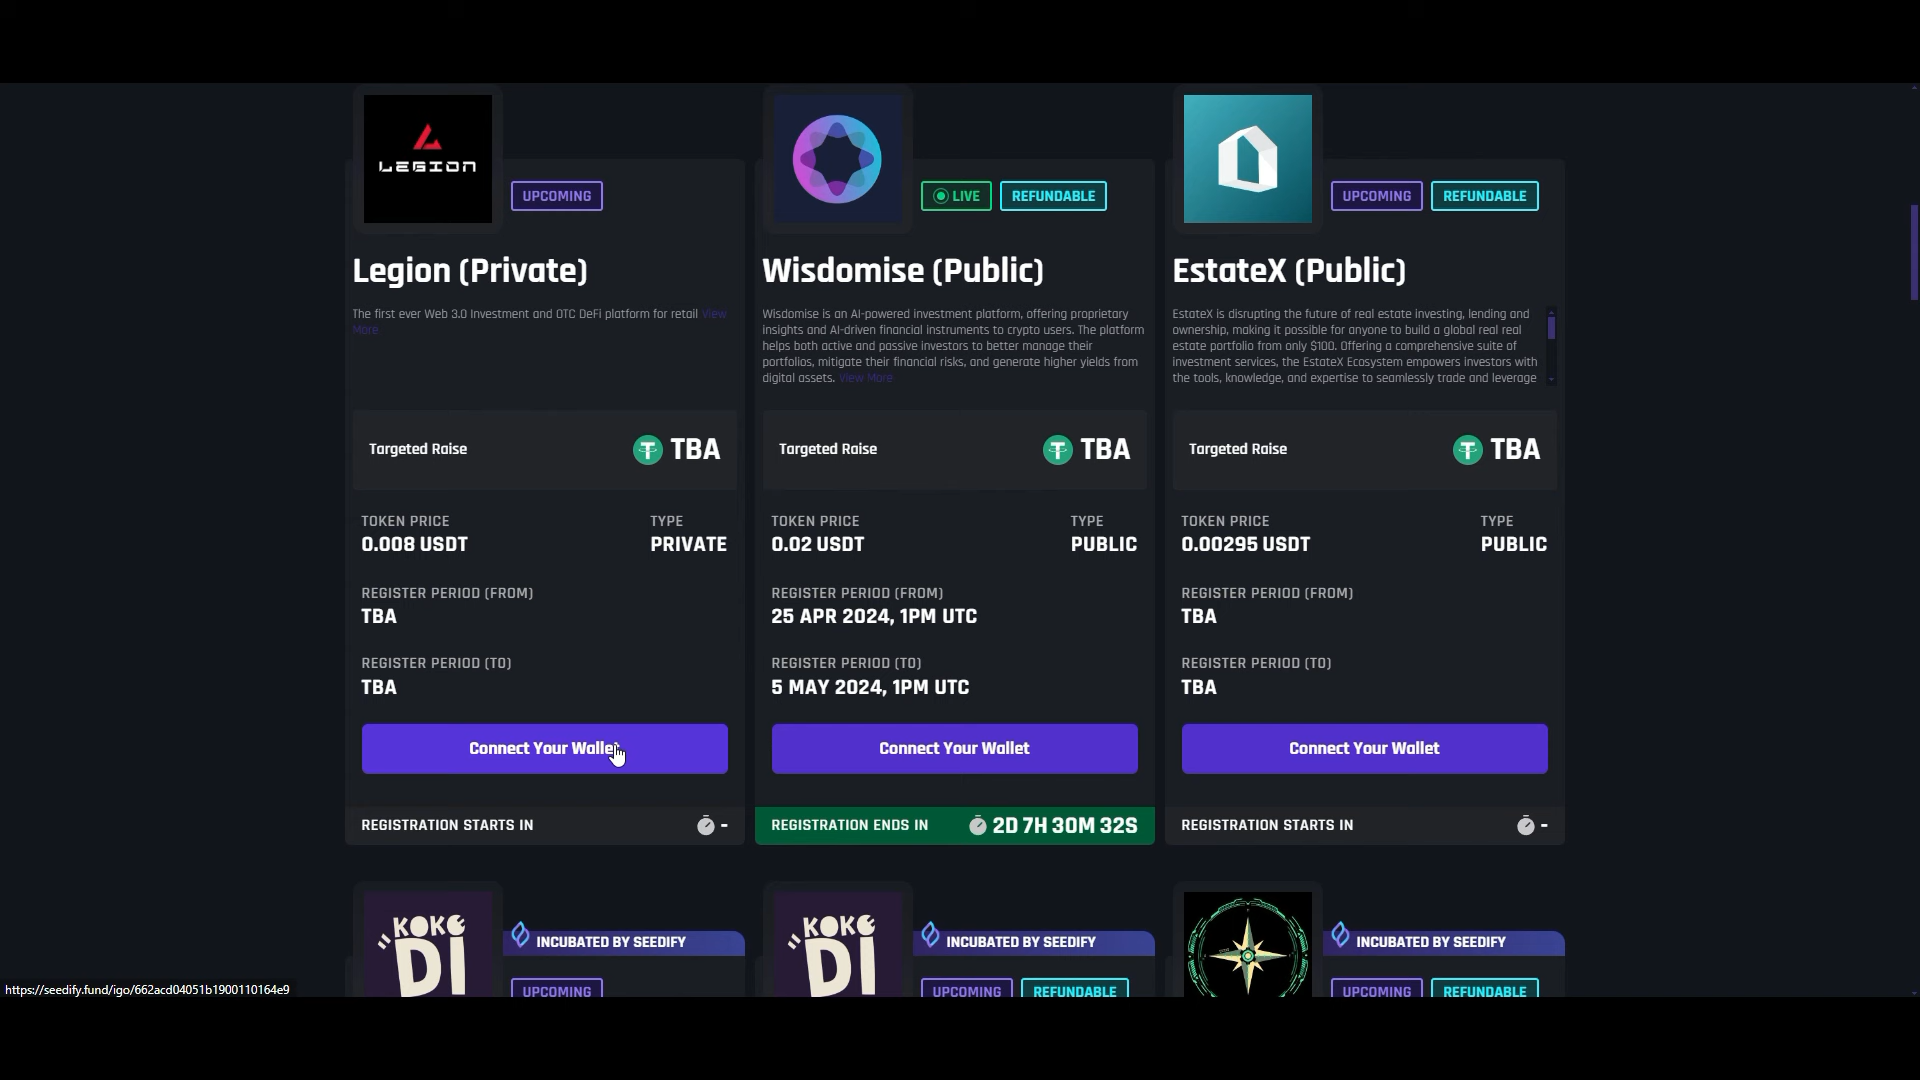 LEGION
UPCOMING
Legion (Private)
The first ever Web 3.0 Investment and OTC DeFi platform for retail View
More
Targeted Raise
TBA
TOKEN PRICE
TYPE
0.008 USDT
PRIVATE
REGISTER PERIOD (FROM)
TBA
REGISTER PERIOD (TO)
TBA
Connect Your Wallet
REGISTRATION STARTS IN
-
LIVE
REFUNDABLE
Wisdomise (Public)
Wisdomise is an AI-powered investment platform, offering proprietary
insights and AI-driven financial instruments to crypto users. The platform
helps both active and passive investors to better manage their
portfolios, mitigate their financial risks, and generate higher yields from
digital assets. View More
Targeted Raise
TBA
TOKEN PRICE
TYPE
0.02 USDT
PUBLIC
REGISTER PERIOD (FROM)
25 APR 2024, 1PM UTC
REGISTER PERIOD (TO)
5 MAY 2024, 1PM UTC
Connect Your Wallet
REGISTRATION ENDS IN
2D 7H 30M 32S
UPCOMING
REFUNDABLE
EstateX (Public)
EstateX is disrupting the future of real estate investing, lending and
ownership, making it possible for anyone to build a global real real
estate portfolio from only $100. Offering a comprehensive suite of
investment services, the EstateX Ecosystem empowers investors with
the tools, knowledge, and expertise to seamlessly trade and leverage
Targeted Raise
TBA
TOKEN PRICE
TYPE
0.00295 USDT
PUBLIC
REGISTER PERIOD (FROM)
TBA
REGISTER PERIOD (TO)
TBA
Connect Your Wallet
REGISTRATION STARTS IN
-
KOKO
DI
INCUBATED BY SEEDIFY
UPCOMING
KOKO
DI
INCUBATED BY SEEDIFY
UPCOMING
REFUNDABLE
INCUBATED BY SEEDIFY
UPCOMING
REFUNDABLE
https://seedify.fund/igo/662acd04051b1900110164e9